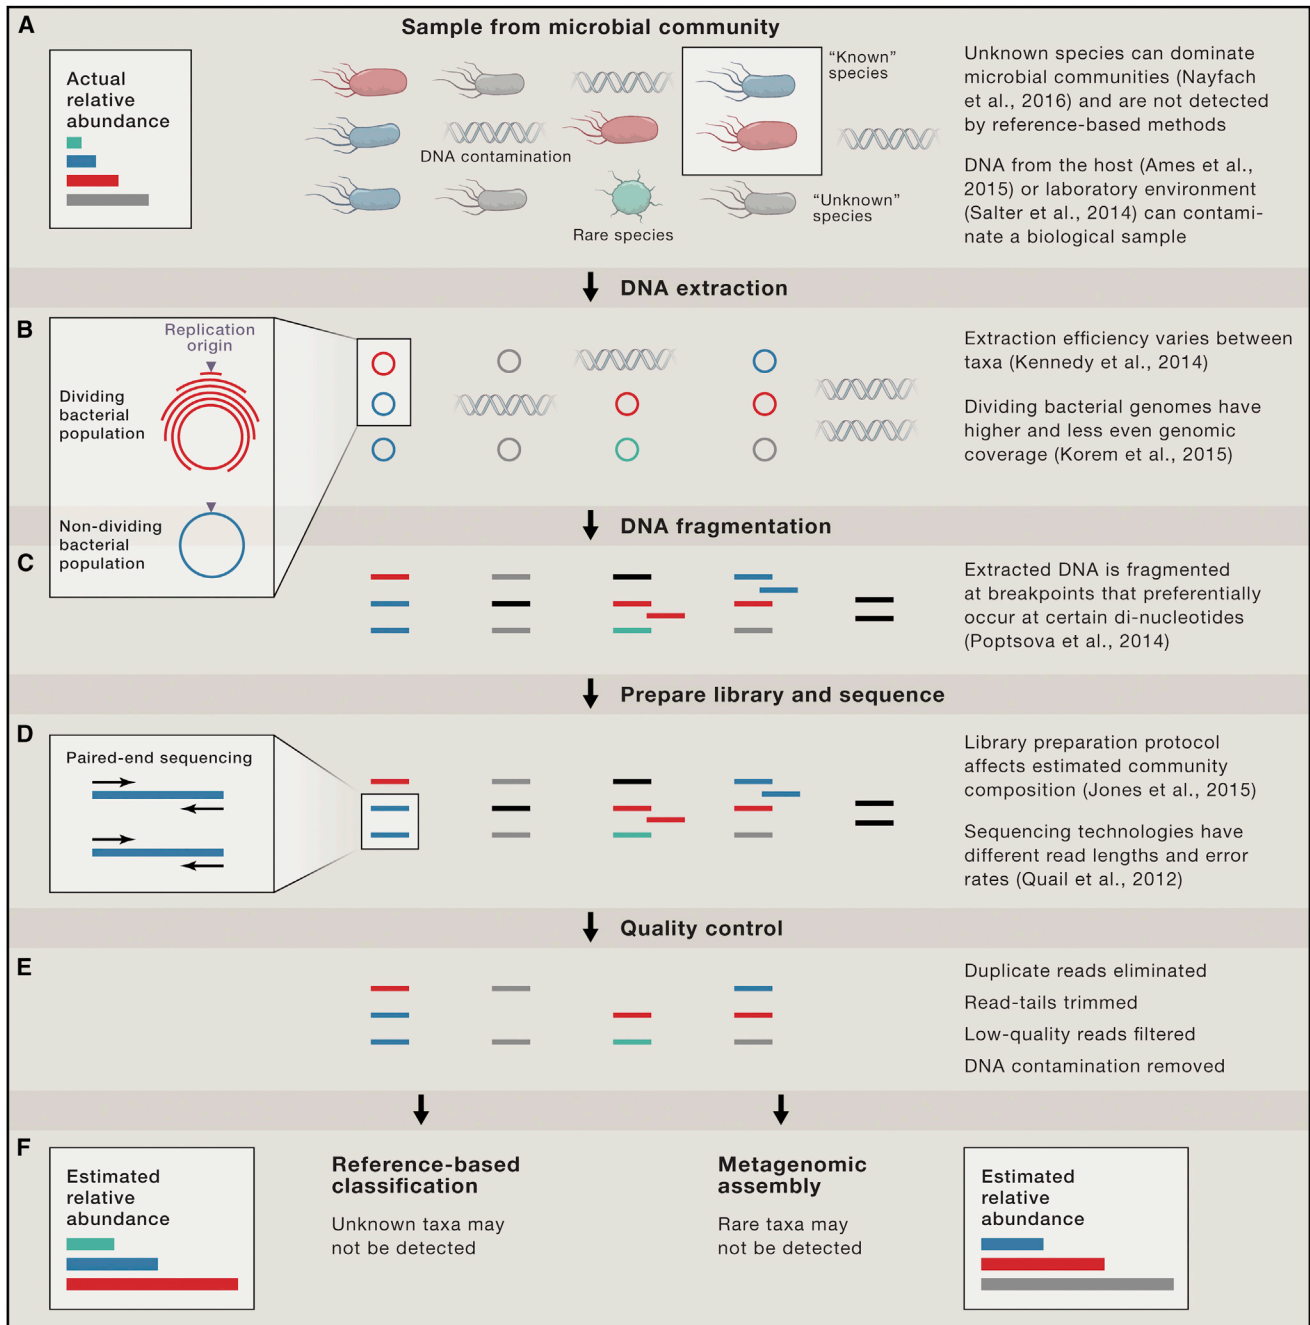 A
Sample from microbial community
Actual
relative
abundance
“Known”
species
DNA contamination
Rare species
“Unknown”
species
Unknown species can dominate
microbial communities (Nayfach
et al., 2016) and are not detected
by reference-based methods
DNA from the host (Ames et al.,
2015) or laboratory environment
(Salter et al., 2014) can contami-
nate a biological sample
DNA extraction
B
Replication
origin
Dividing
bacterial
population
Non-dividing
bacterial
population
Extraction efficiency varies between
taxa (Kennedy et al., 2014)
Dividing bacterial genomes have
higher and less even genomic
coverage (Korem et al., 2015)
DNA fragmentation
C
Extracted DNA is fragmented
at breakpoints that preferentially
occur at certain di-nucleotides
(Poptsova et al., 2014)
Prepare library and sequence
D
Paired-end sequencing
Library preparation protocol
affects estimated community
composition (Jones et al., 2015)
Sequencing technologies have
different read lengths and error
rates (Quail et al., 2012)
Quality control
E
Duplicate reads eliminated
Read-tails trimmed
Low-quality reads filtered
DNA contamination removed
F
Estimated
relative
abundance
Reference-based
classification
Unknown taxa may
not be detected
Metagenomic
assembly
Rare taxa may
not be detected
Estimated
relative
abundance